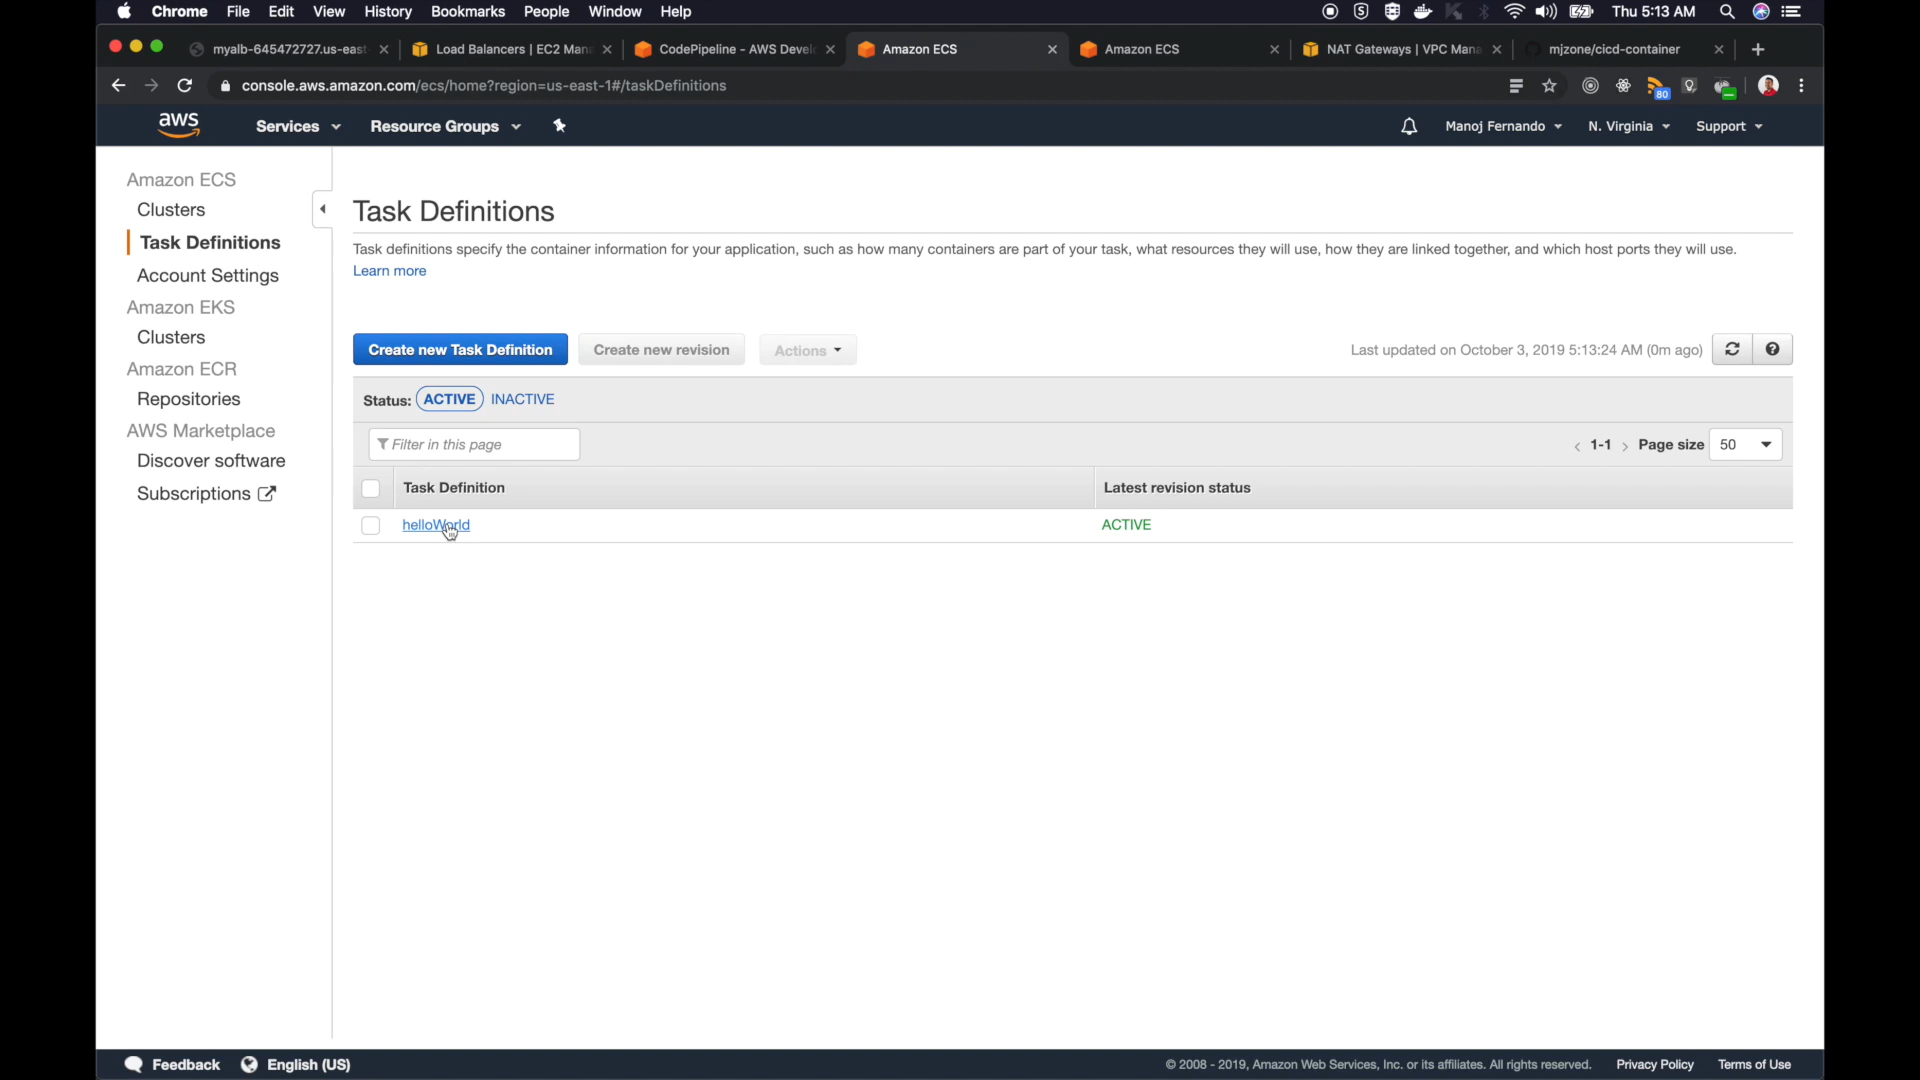 Chrome File Edit View History Bookmarks People Window Help Thu 5:13 AM
myalb-645472727.us-east Load Balancers | EC2 Man CodePipeline - AWS Devel Amazon ECS Amazon ECS NAT Gateways | VPC Mana mjzone/cicd-container
console.aws.amazon.com/ecs/home?region=us-east-1#/taskDefinitions 80
aws Services Resource Groups Manoj Fernando N. Virginia Support
Amazon ECS
Clusters
Task Definitions
Account Settings
Amazon EKS
Clusters
Amazon ECR
Repositories
AWS Marketplace
Discover software
Subscriptions
Task Definitions
Task definitions specify the container information for your application, such as how many containers are part of your task, what resources they will use, how they are linked together, and which host ports they will use.
Learn more
Create new Task Definition Create new revision Actions Last updated on October 3, 2019 5:13:24 AM (0m ago)
Status: ACTIVE INACTIVE
Filter in this page 1-1 Page size 50
Task Definition Latest revision status
helloWorld ACTIVE
Feedback English (US) © 2008 - 2019, Amazon Web Services, Inc. or its affiliates. All rights reserved. Privacy Policy Terms of Use